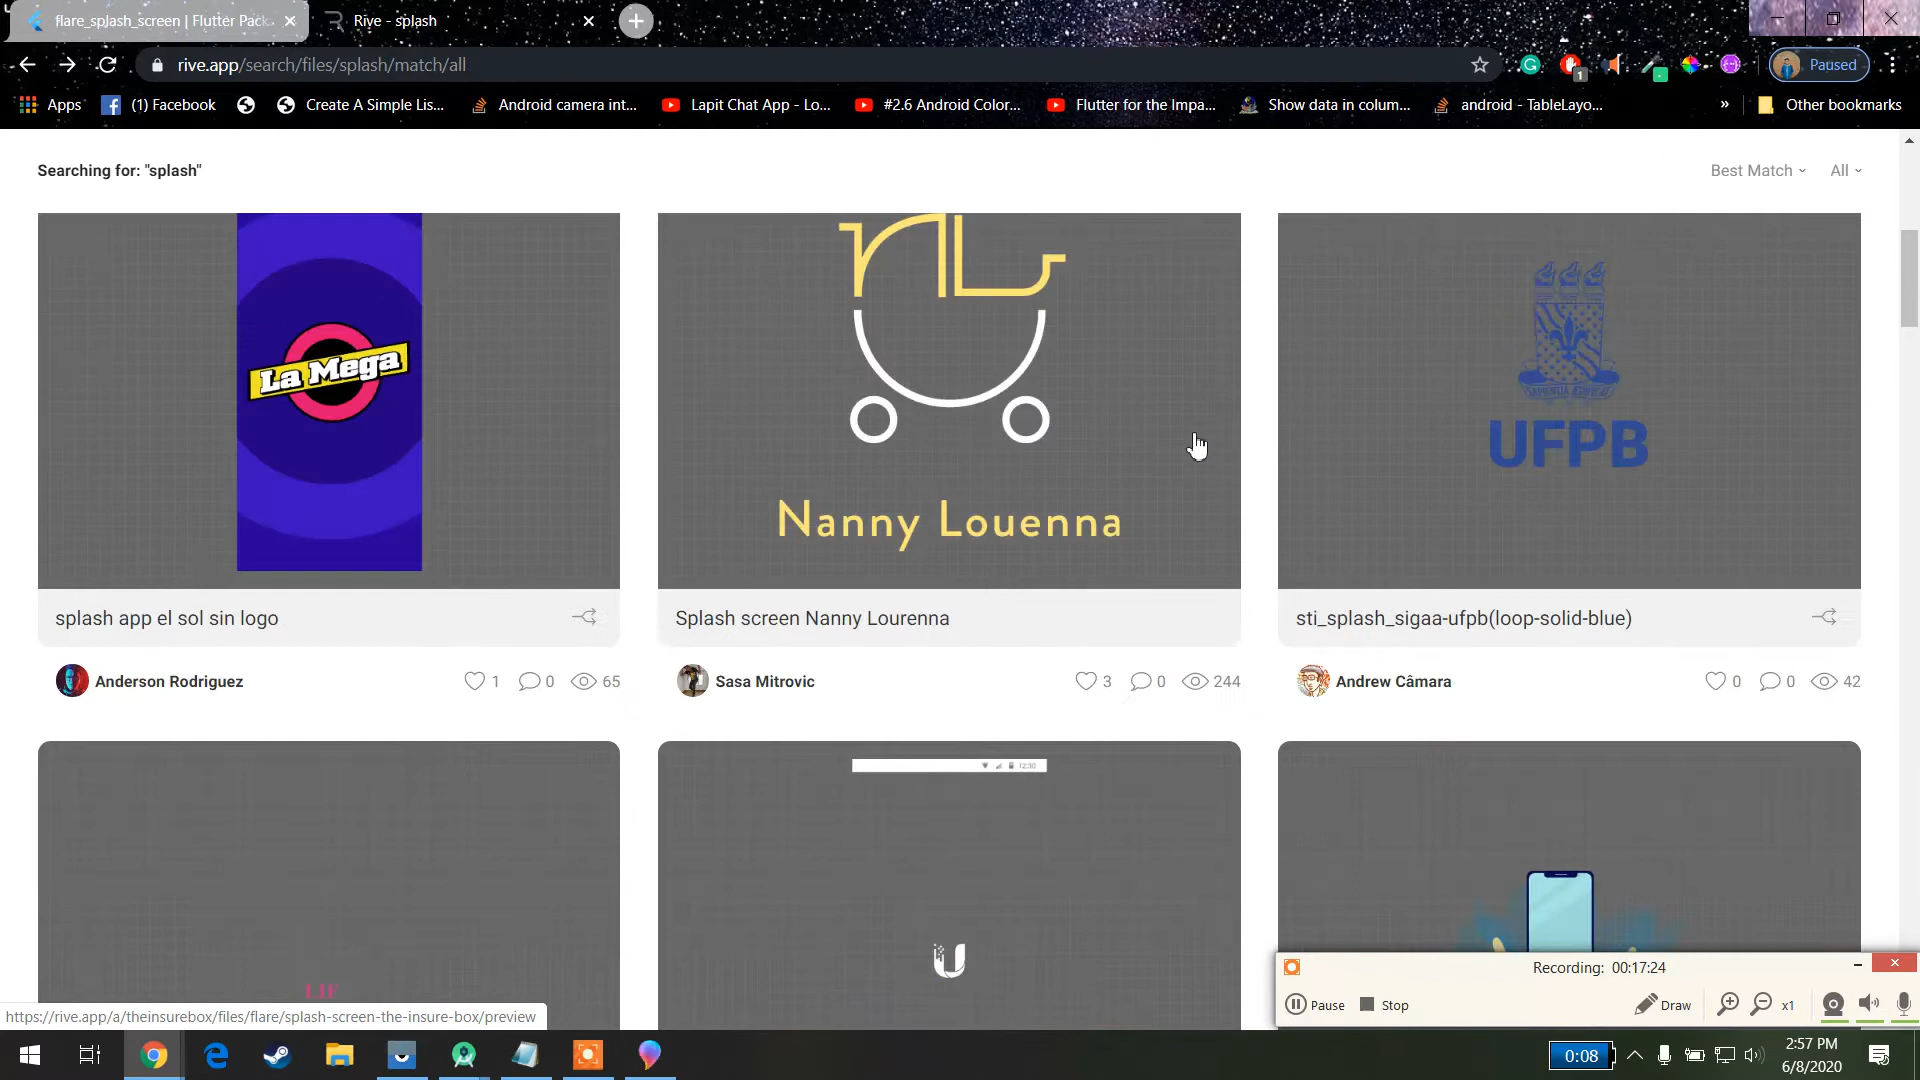 flare_splash_screen | Flutter Pack
Rive - splash
rive.app/search/files/splash/match/all
1
Paused
Apps
(1) Facebook
Create A Simple Lis...
Android camera int...
Lapit Chat App - Lo...
#2.6 Android Color...
Flutter for the Impa...
Show data in colum...
android - TableLayo...
»
Other bookmarks
Searching for: "splash"
Best Match
All
La Mega
Nanny Louenna
UFPB
splash app el sol sin logo
Splash screen Nanny Lourenna
sti_splash_sigaa-ufpb(loop-solid-blue)
Anderson Rodriguez
1
0
65
Sasa Mitrovic
3
0
244
Andrew Câmara
0
0
42
12:30
U
LIF
Recording: 00:17:24
Pause
Stop
Draw
x1
https://rive.app/a/theinsurebox/files/flare/splash-screen-the-insure-box/preview
0:08
2:57 PM
6/8/2020